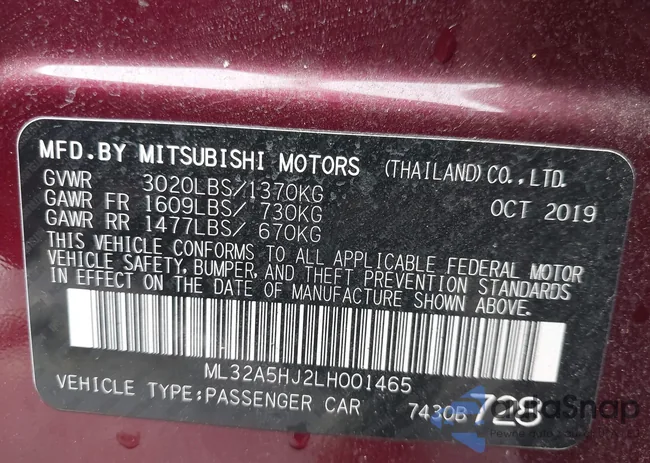 MFD.BY MITSUBISHI MOTORS (THAILAND) CO.,LTD.
GVWR 3020LBS/1370KG OCT 2019
GAWR FR 1609LBS/ 730KG
GAWR RR 1477LBS/ 670KG
THIS VEHICLE CONFORMS TO ALL APPLICABLE FEDERAL MOTOR
VEHICLE SAFETY, BUMPER, AND THEFT PREVENTION STANDARDS
IN EFFECT ON THE DATE OF MANUFACTURE SHOWN ABOVE.
ML32A5HJ2LH001465
VEHICLE TYPE:PASSENGER CAR 7430B 728
autaSnap